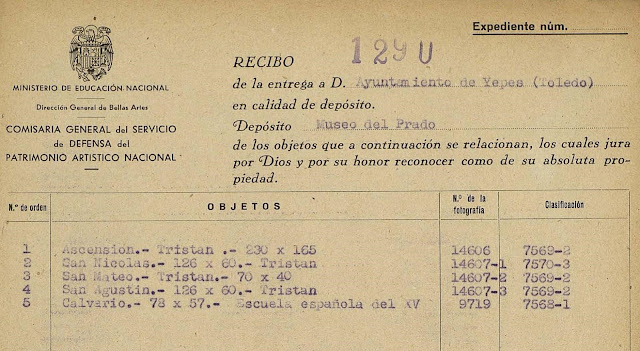 Expediente núm.
1290
MINISTERIO DE EDUCACIÓN NACIONAL
Dirección General de Bellas Artes
COMISARIA GENERAL del SERVICIO
de DEFENSA del
PATRIMONIO ARTISTICO NACIONAL
RECIBO
de la entrega a D. Ayuntamiento de Yepes (Toledo)
en calidad de depósito.
Depósito Museo del Prado
de los objetos que a continuación se relacionan, los cuales jura
por Dios y por su honor reconocer como de su absoluta pro-
piedad.
N.º de orden OBJETOS N.º de la fotografía Clasificación
1 Ascensión.- Tristan .- 230 x 165 14606 7569-2
2 San Nicolas.- 126 x 60.- Tristan 14607-1 7570-3
3 San Mateo.- Tristan.- 70 x 40 14607-2 7569-2
4 San Agustin.- 126 x 60.- Tristan 14607-3 7569-2
5 Calvario.- 78 x 57.- Escuela española del XV 9719 7568-1